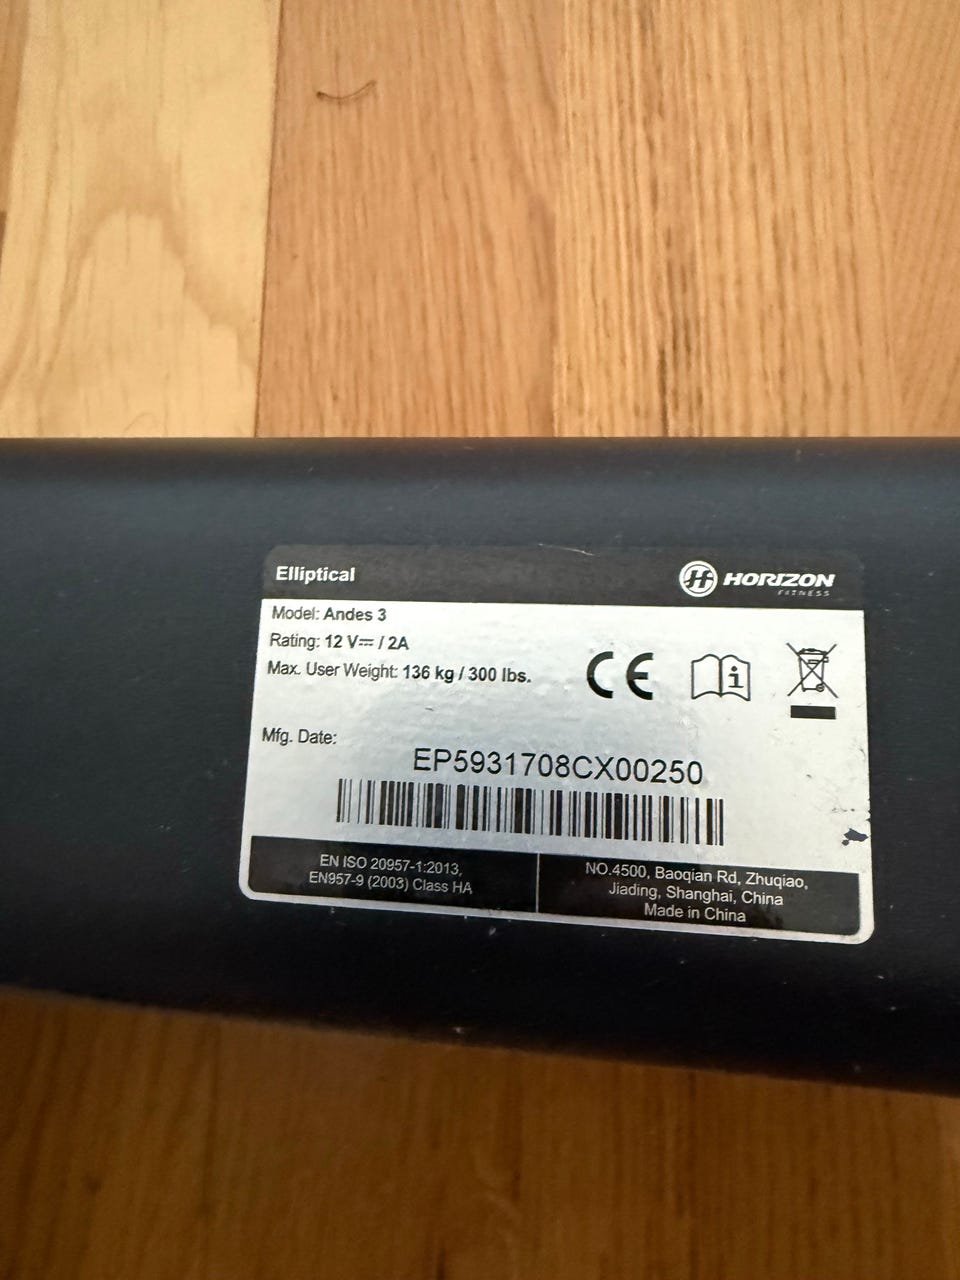 Elliptical
HORIZON
FITNESS
Model: Andes 3
Rating: 12 V⎓ / 2A
Max. User Weight: 136 kg / 300 lbs.
CE
i
Mfg. Date:
EP5931708CX00250
EN ISO 20957-1:2013,
EN957-9 (2003) Class HA
NO.4500, Baoqian Rd, Zhuqiao,
Jiading, Shanghai, China
Made in China